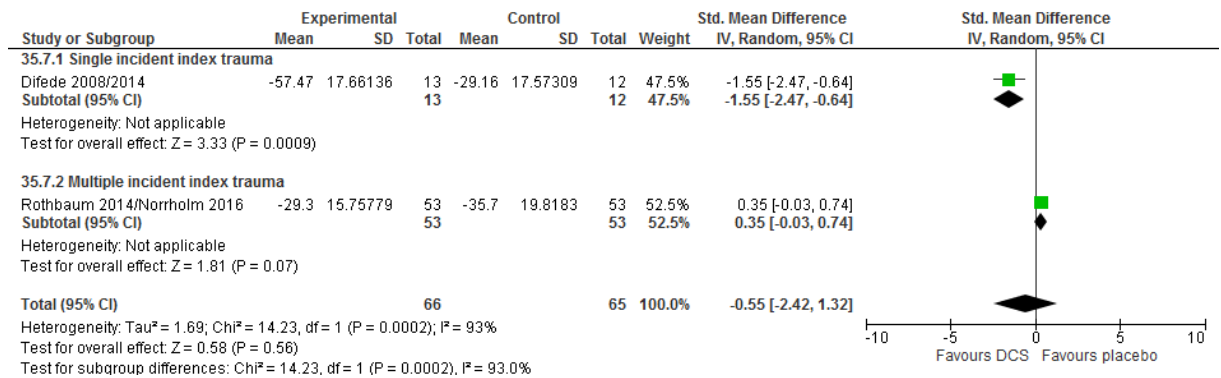 Experimental Control Std. Mean Difference Std. Mean Difference
Study or Subgroup Mean SD Total Mean SD Total Weight IV, Random, 95% CI IV, Random, 95% CI
35.7.1 Single incident index trauma
Difede 2008/2014 -57.47 17.66136 13 -29.16 17.57309 12 47.5% -1.55 [-2.47, -0.64]
Subtotal (95% CI) 13 12 47.5% -1.55 [-2.47, -0.64]
Heterogeneity: Not applicable
Test for overall effect: Z = 3.33 (P = 0.0009)
35.7.2 Multiple incident index trauma
Rothbaum 2014/Norrholm 2016 -29.3 15.75779 53 -35.7 19.8183 53 52.5% 0.35 [-0.03, 0.74]
Subtotal (95% CI) 53 53 52.5% 0.35 [-0.03, 0.74]
Heterogeneity: Not applicable
Test for overall effect: Z = 1.81 (P = 0.07)
Total (95% CI) 66 65 100.0% -0.55 [-2.42, 1.32]
Heterogeneity: Tau² = 1.69; Chi² = 14.23, df = 1 (P = 0.0002); I² = 93%
Test for overall effect: Z = 0.58 (P = 0.56)
Test for subgroup differences: Chi² = 14.23, df = 1 (P = 0.0002), I² = 93.0%
-10 -5 0 5 10
Favours DCS Favours placebo